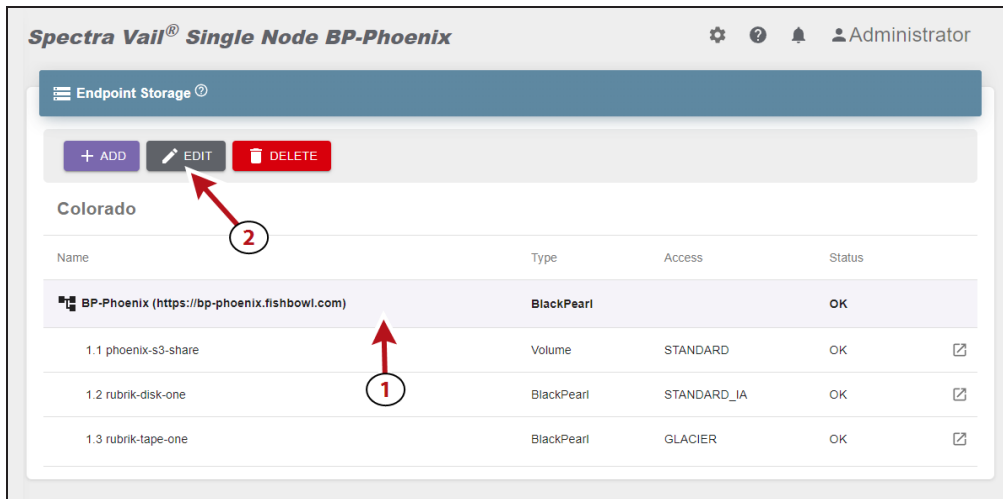 Spectra Vail® Single Node BP-Phoenix Administrator
Endpoint Storage
ADD EDIT DELETE
Colorado
2
Name Type Access Status
BP-Phoenix (https://bp-phoenix.fishbowl.com) BlackPearl OK
1.1 phoenix-s3-share Volume STANDARD OK
1
1.2 rubrik-disk-one BlackPearl STANDARD_IA OK
1.3 rubrik-tape-one BlackPearl GLACIER OK